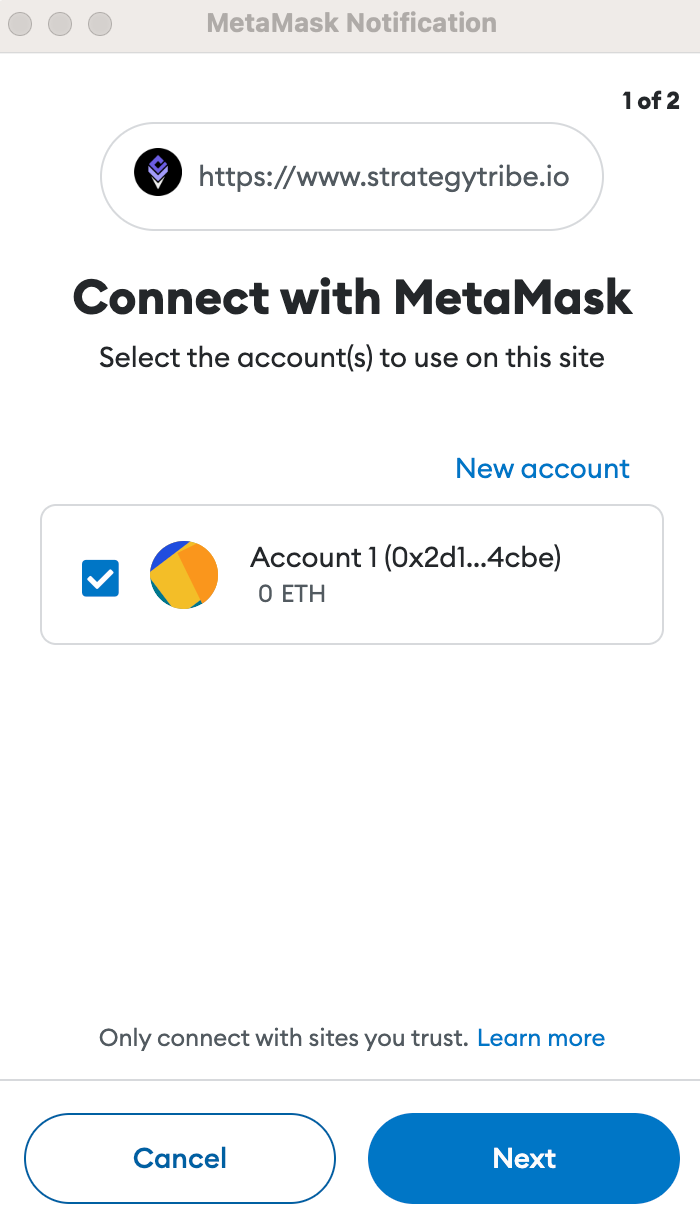 MetaMask Notification
1 of 2
https://www.strategytribe.io
Connect with MetaMask
Select the account(s) to use on this site
New account
Account 1 (0x2d1...4cbe)
0 ETH
Only connect with sites you trust. Learn more
Cancel
Next